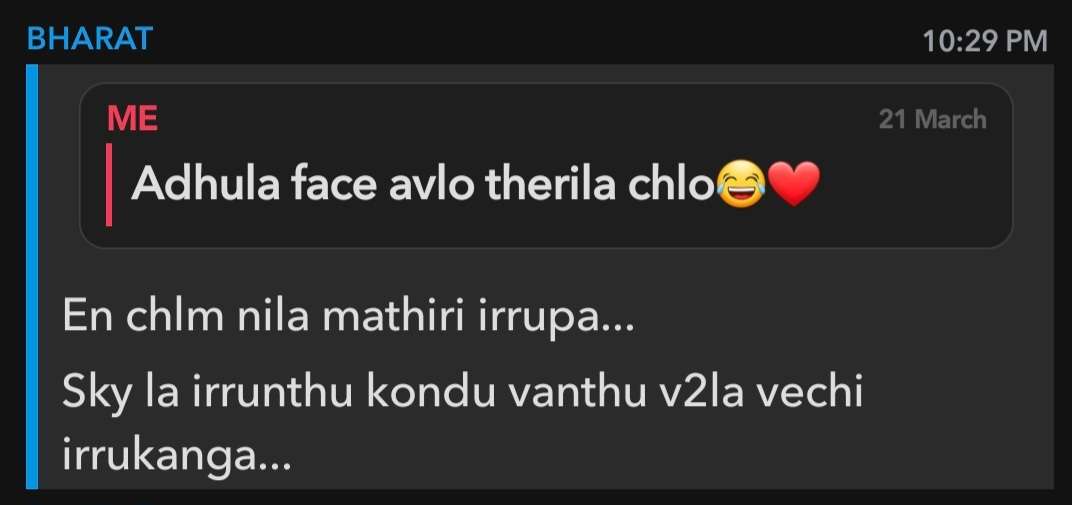 BHARAT 10:29 PM
ME 21 March
Adhula face avlo therila chlo😂❤️
En chlm nila mathiri irrupa...
Sky la irrunthu kondu vanthu v2la vechi
irrukanga...